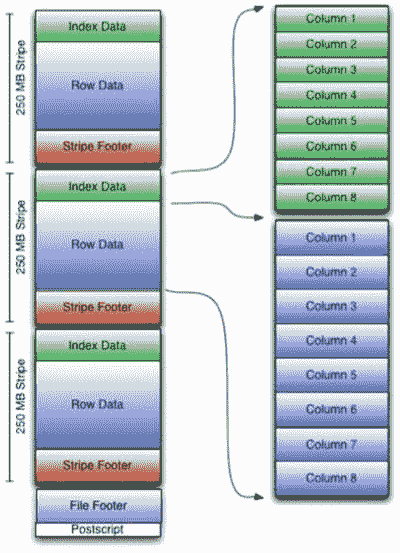 250 MB Stripe
Index Data
Row Data
Stripe Footer
250 MB Stripe
Index Data
Row Data
Stripe Footer
250 MB Stripe
Index Data
Row Data
Stripe Footer
File Footer
Postscript
Column 1
Column 2
Column 3
Column 4
Column 5
Column 6
Column 7
Column 8
Column 1
Column 2
Column 3
Column 4
Column 5
Column 6
Column 7
Column 8